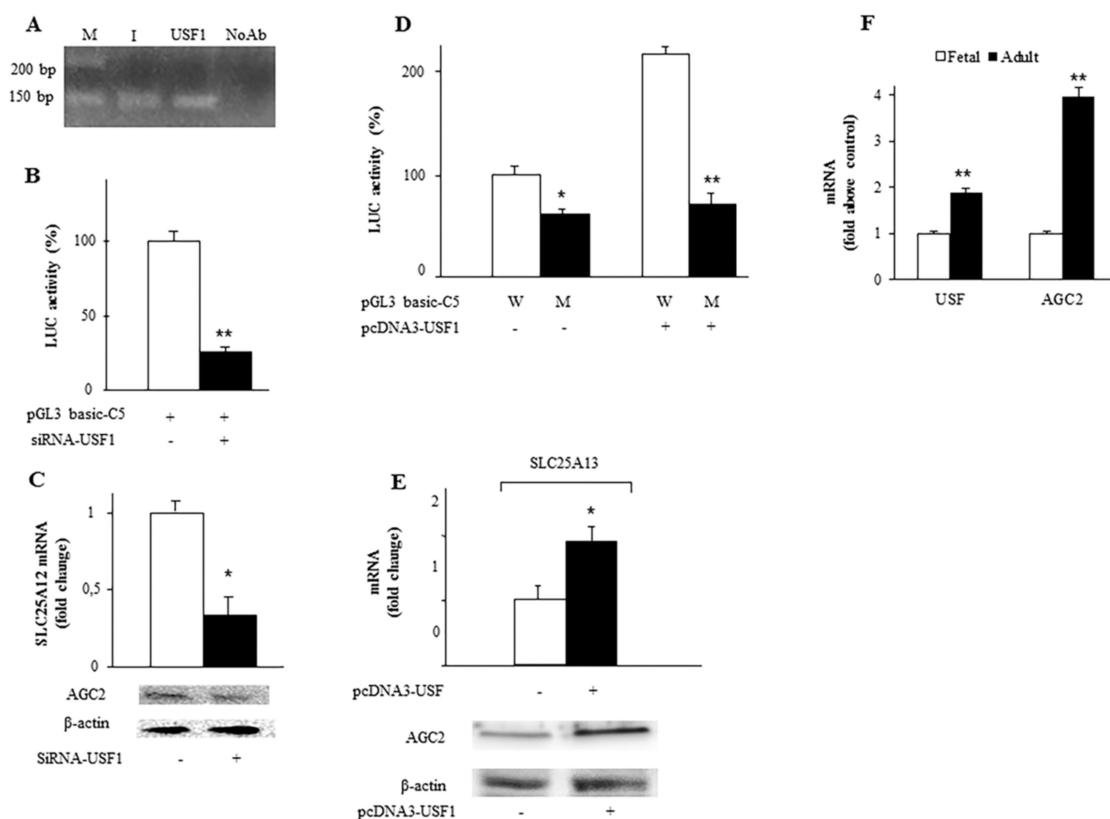 A
M I USF1 NoAb
200 bp
150 bp
B
LUC activity (%)
100
50
0
**
pGL3 basic-C5 + +
siRNA-USF1 - +
C
SLC25A12 mRNA
(fold change)
1
0,5
0
*
AGC2
β-actin
SiRNA-USF1 - +
D
LUC activity (%)
200
100
0
*
**
pGL3 basic-C5 W M W M
pcDNA3-USF1 - - + +
E
SLC25A13
mRNA
(fold change)
2
1
1
0
*
pcDNA3-USF - +
AGC2
β-actin
pcDNA3-USF1 - +
F
Fetal Adult
mRNA
(fold above control)
4
2
1
0
**
**
USF AGC2